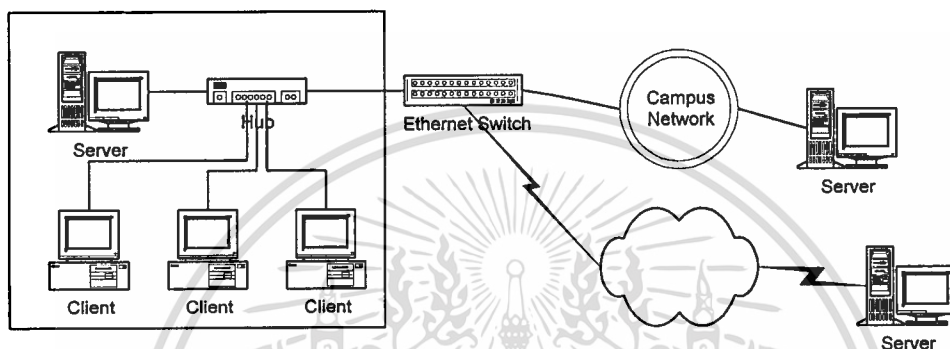 Server
Hub
Ethernet Switch
Campus
Network
Server
Client
Client
Client
Server